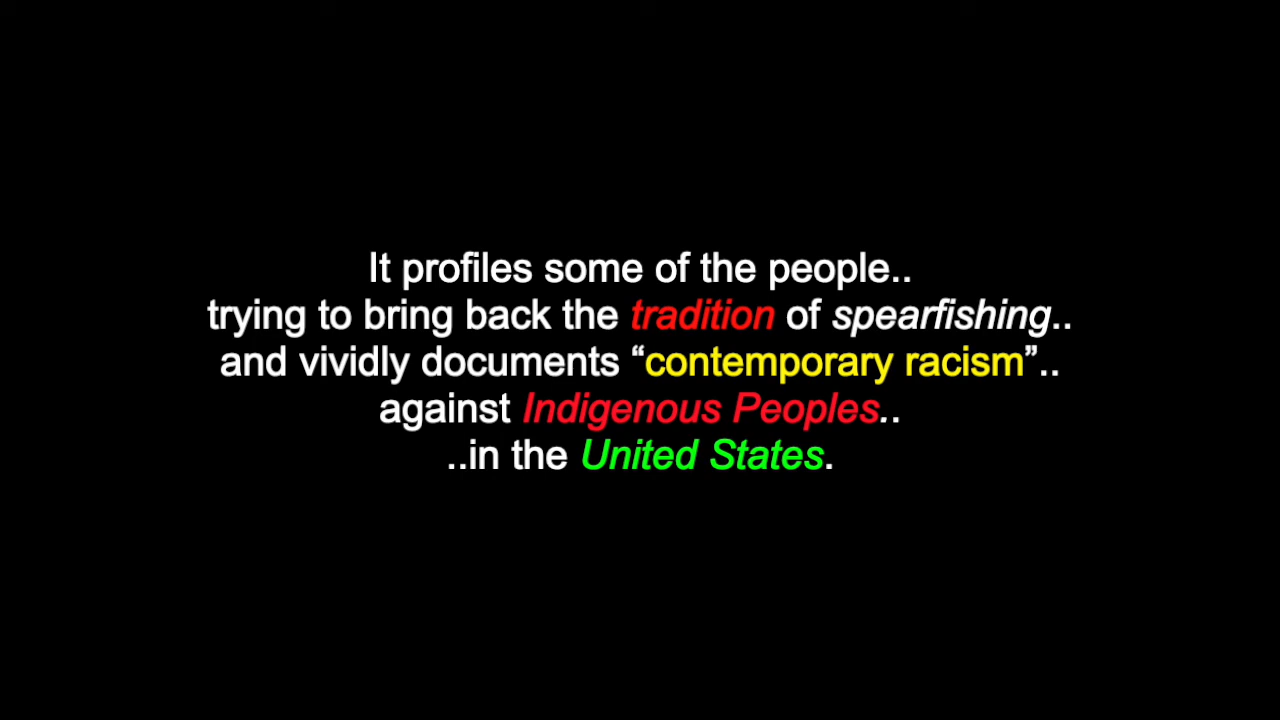 It profiles some of the people..
trying to bring back the tradition of spearfishing..
and vividly documents “contemporary racism”..
against Indigenous Peoples..
..in the United States.